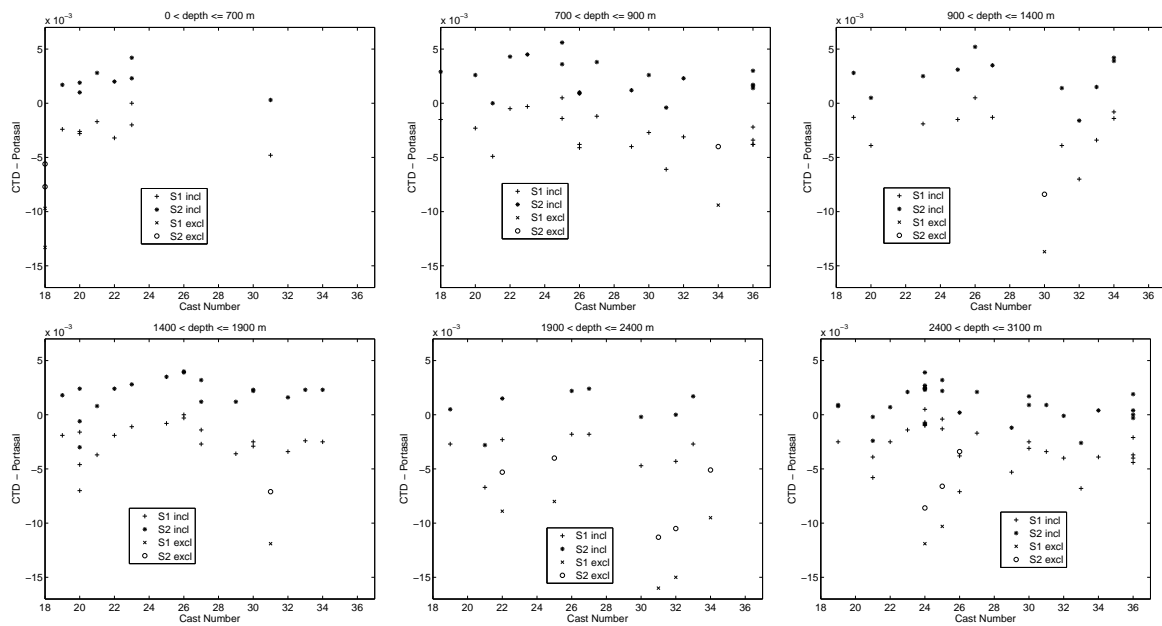 0 < depth <= 700 m
x 10⁻³
5
0
−5
−10
−15
CTD − Portasal
S1 incl
S2 incl
S1 excl
S2 excl
18 20 22 24 26 28 30 32 34 36
Cast Number
700 < depth <= 900 m
x 10⁻³
5
0
−5
−10
−15
CTD − Portasal
S1 incl
S2 incl
S1 excl
S2 excl
18 20 22 24 26 28 30 32 34 36
Cast Number
900 < depth <= 1400 m
x 10⁻³
5
0
−5
−10
−15
CTD − Portasal
S1 incl
S2 incl
S1 excl
S2 excl
18 20 22 24 26 28 30 32 34 36
Cast Number
1400 < depth <= 1900 m
x 10⁻³
5
0
−5
−10
−15
CTD − Portasal
S1 incl
S2 incl
S1 excl
S2 excl
18 20 22 24 26 28 30 32 34 36
Cast Number
1900 < depth <= 2400 m
x 10⁻³
5
0
−5
−10
−15
CTD − Portasal
S1 incl
S2 incl
S1 excl
S2 excl
18 20 22 24 26 28 30 32 34 36
Cast Number
2400 < depth <= 3100 m
x 10⁻³
5
0
−5
−10
−15
CTD − Portasal
S1 incl
S2 incl
S1 excl
S2 excl
18 20 22 24 26 28 30 32 34 36
Cast Number